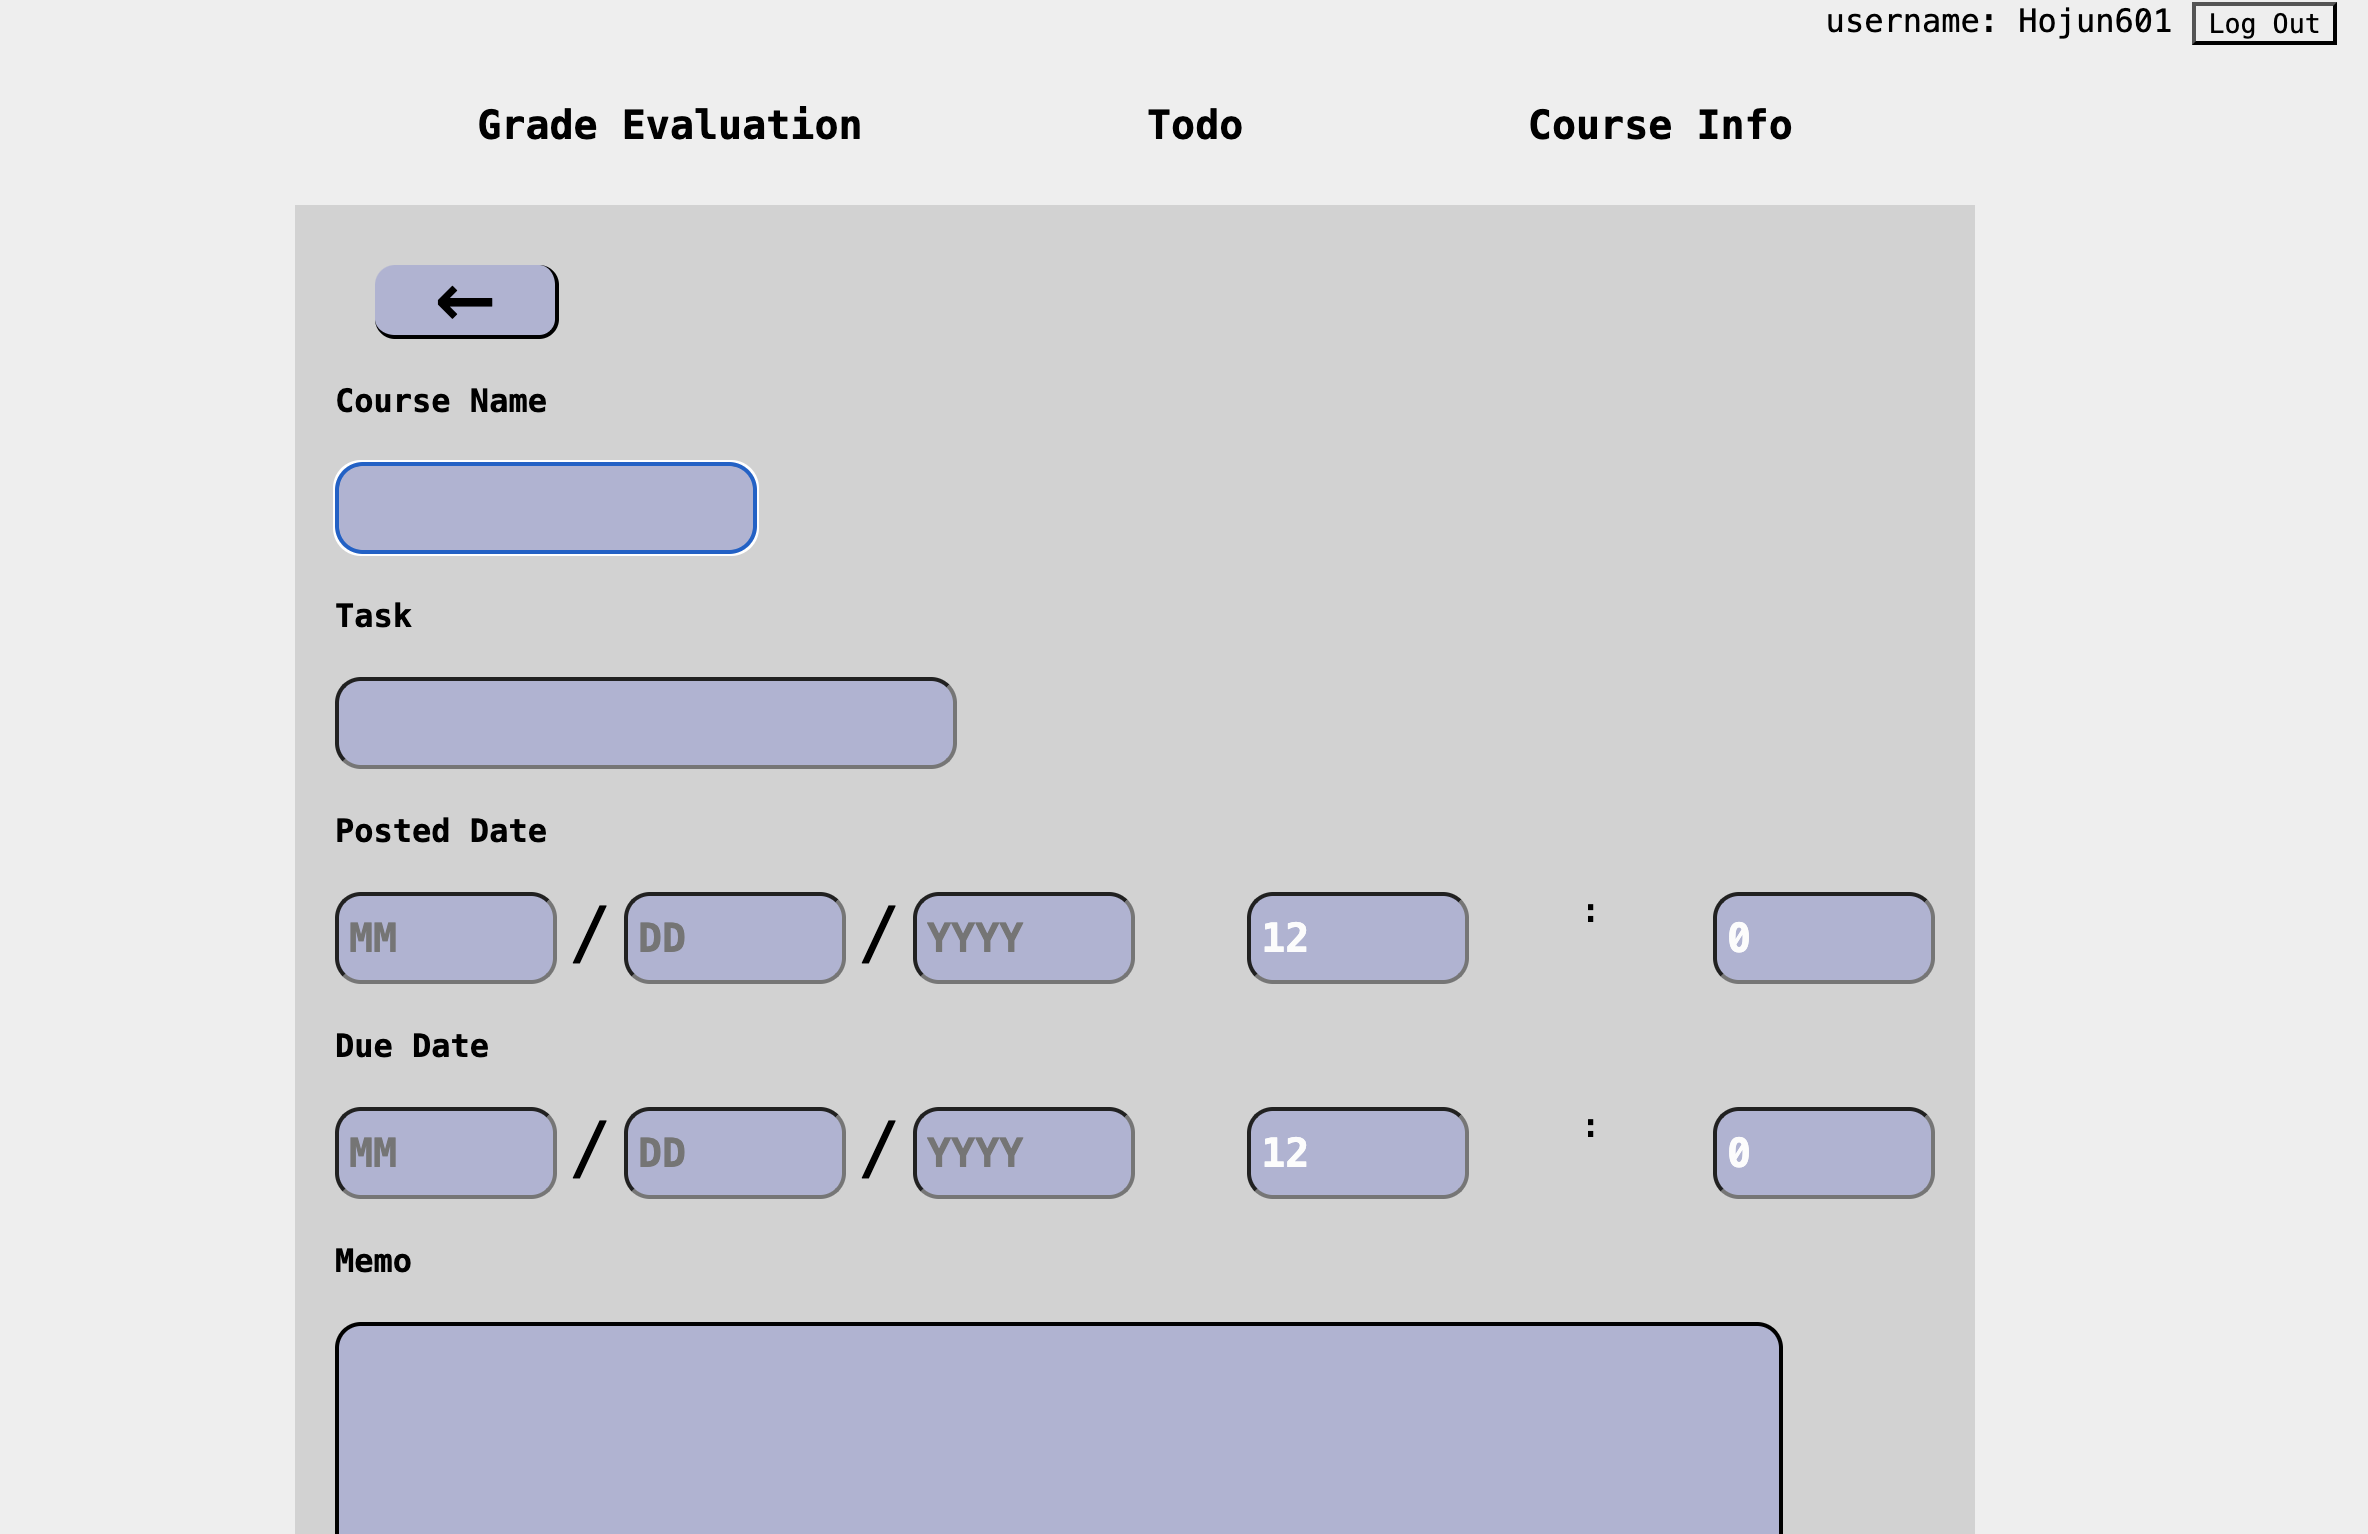 username: Hojun601 Log Out
Grade Evaluation Todo Course Info
←
Course Name
Task
Posted Date
MM / DD / YYYY 12 : 0
Due Date
MM / DD / YYYY 12 : 0
Memo